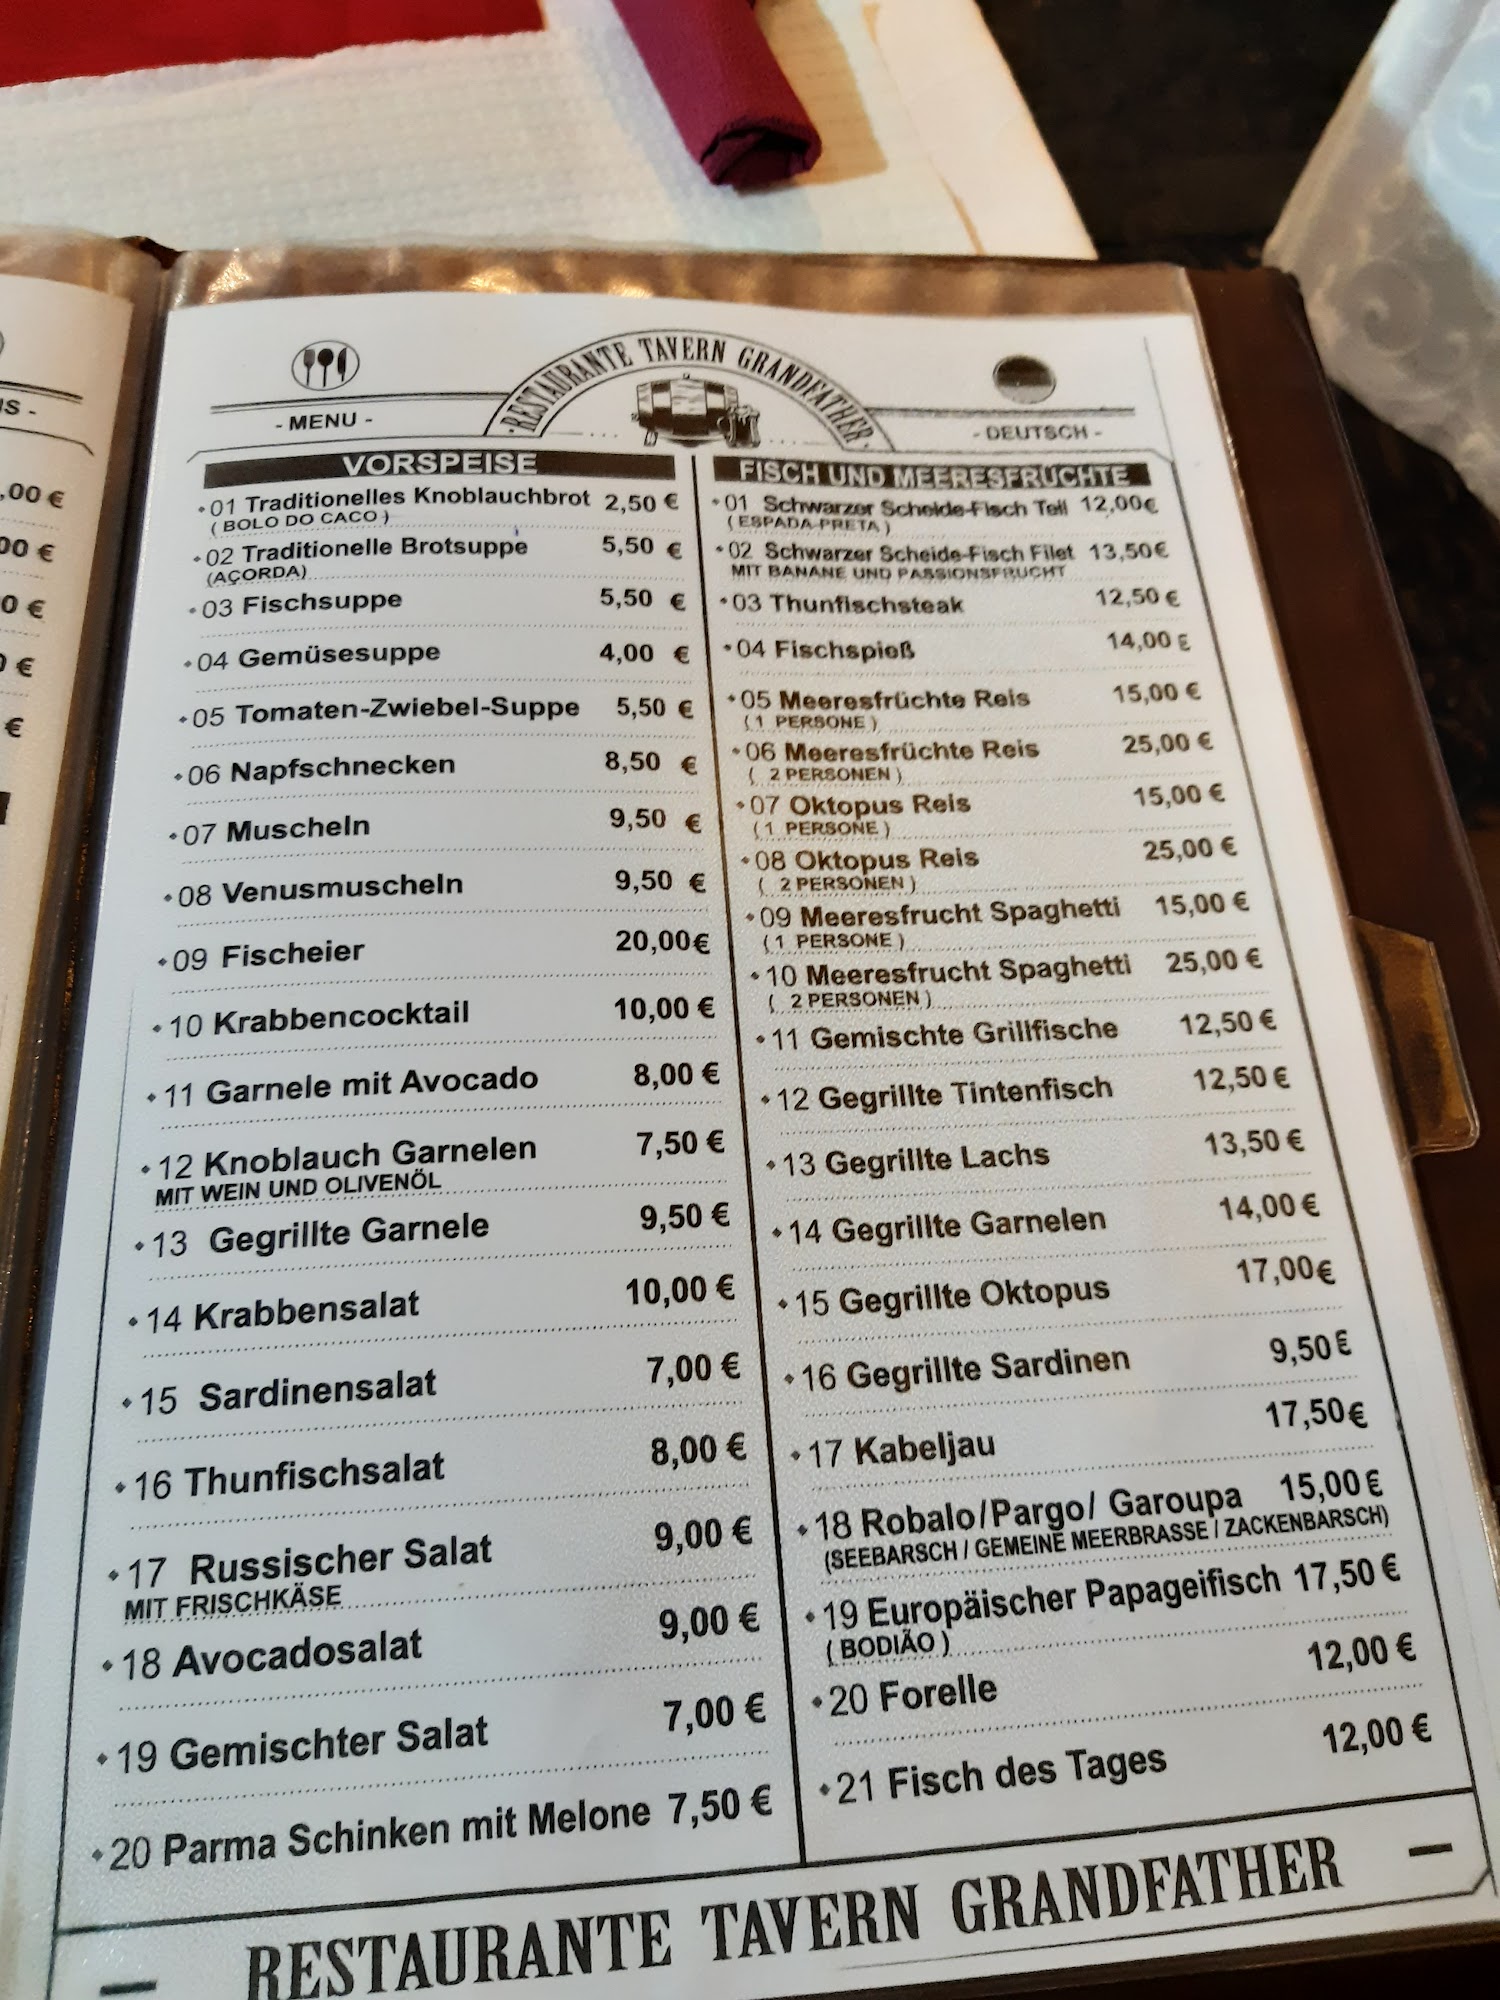 IS -
,00 €
00 €
0 €
€
€
RESTAURANTE TAVERN GRANDFATHER
- MENU -
- DEUTSCH -
VORSPEISE
01 Traditionelles Knoblauchbrot 2,50 €
( BOLO DO CACO )
02 Traditionelle Brotsuppe 5,50 €
(AÇORDA)
03 Fischsuppe 5,50 €
04 Gemüsesuppe 4,00 €
05 Tomaten-Zwiebel-Suppe 5,50 €
06 Napfschnecken 8,50 €
07 Muscheln 9,50 €
08 Venusmuscheln 9,50 €
09 Fischeier 20,00€
10 Krabbencocktail 10,00 €
11 Garnele mit Avocado 8,00 €
12 Knoblauch Garnelen 7,50 €
MIT WEIN UND OLIVENÖL
13 Gegrillte Garnele 9,50 €
14 Krabbensalat 10,00 €
15 Sardinensalat 7,00 €
16 Thunfischsalat 8,00 €
17 Russischer Salat 9,00 €
MIT FRISCHKÄSE
18 Avocadosalat 9,00 €
19 Gemischter Salat 7,00 €
20 Parma Schinken mit Melone 7,50 €
FISCH UND MEERESFRÜCHTE
01 Schwarzer Scheide-Fisch Teil 12,00€
( ESPADA-PRETA )
02 Schwarzer Scheide-Fisch Filet 13,50€
MIT BANANE UND PASSIONSFRUCHT
03 Thunfischsteak 12,50 €
04 Fischspieß 14,00 €
05 Meeresfrüchte Reis 15,00 €
( 1 PERSONE )
06 Meeresfrüchte Reis 25,00 €
( 2 PERSONEN )
07 Oktopus Reis 15,00 €
( 1 PERSONE )
08 Oktopus Reis 25,00 €
( 2 PERSONEN )
09 Meeresfrucht Spaghetti 15,00 €
( 1 PERSONE )
10 Meeresfrucht Spaghetti 25,00 €
( 2 PERSONEN )
11 Gemischte Grillfische 12,50 €
12 Gegrillte Tintenfisch 12,50 €
13 Gegrillte Lachs 13,50 €
14 Gegrillte Garnelen 14,00 €
15 Gegrillte Oktopus 17,00€
16 Gegrillte Sardinen 9,50 €
17 Kabeljau 17,50€
18 Robalo/Pargo/ Garoupa 15,00 €
(SEEBARSCH / GEMEINE MEERBRASSE / ZACKENBARSCH)
19 Europäischer Papageifisch 17,50 €
( BODIÃO )
20 Forelle 12,00 €
21 Fisch des Tages 12,00 €
- RESTAURANTE TAVERN GRANDFATHER -